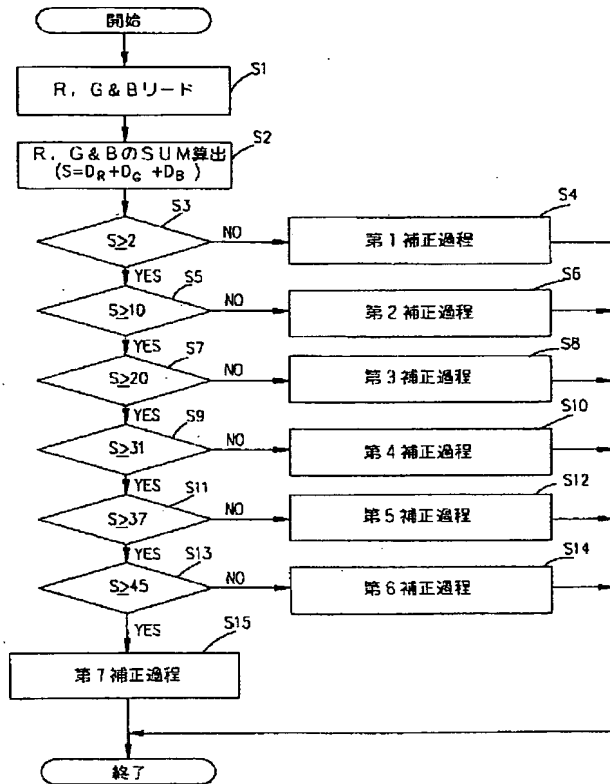 開始
S1
R，G&Bリード
S2
R，G&BのSUM算出
(S=DR+DG+DB)
S3
S≥2
NO
S4
第1補正過程
YES
S5
S≥10
NO
S6
第2補正過程
YES
S7
S≥20
NO
S8
第3補正過程
YES
S9
S≥31
NO
S10
第4補正過程
YES
S11
S≥37
NO
S12
第5補正過程
YES
S13
S≥45
NO
S14
第6補正過程
YES
S15
第7補正過程
終了